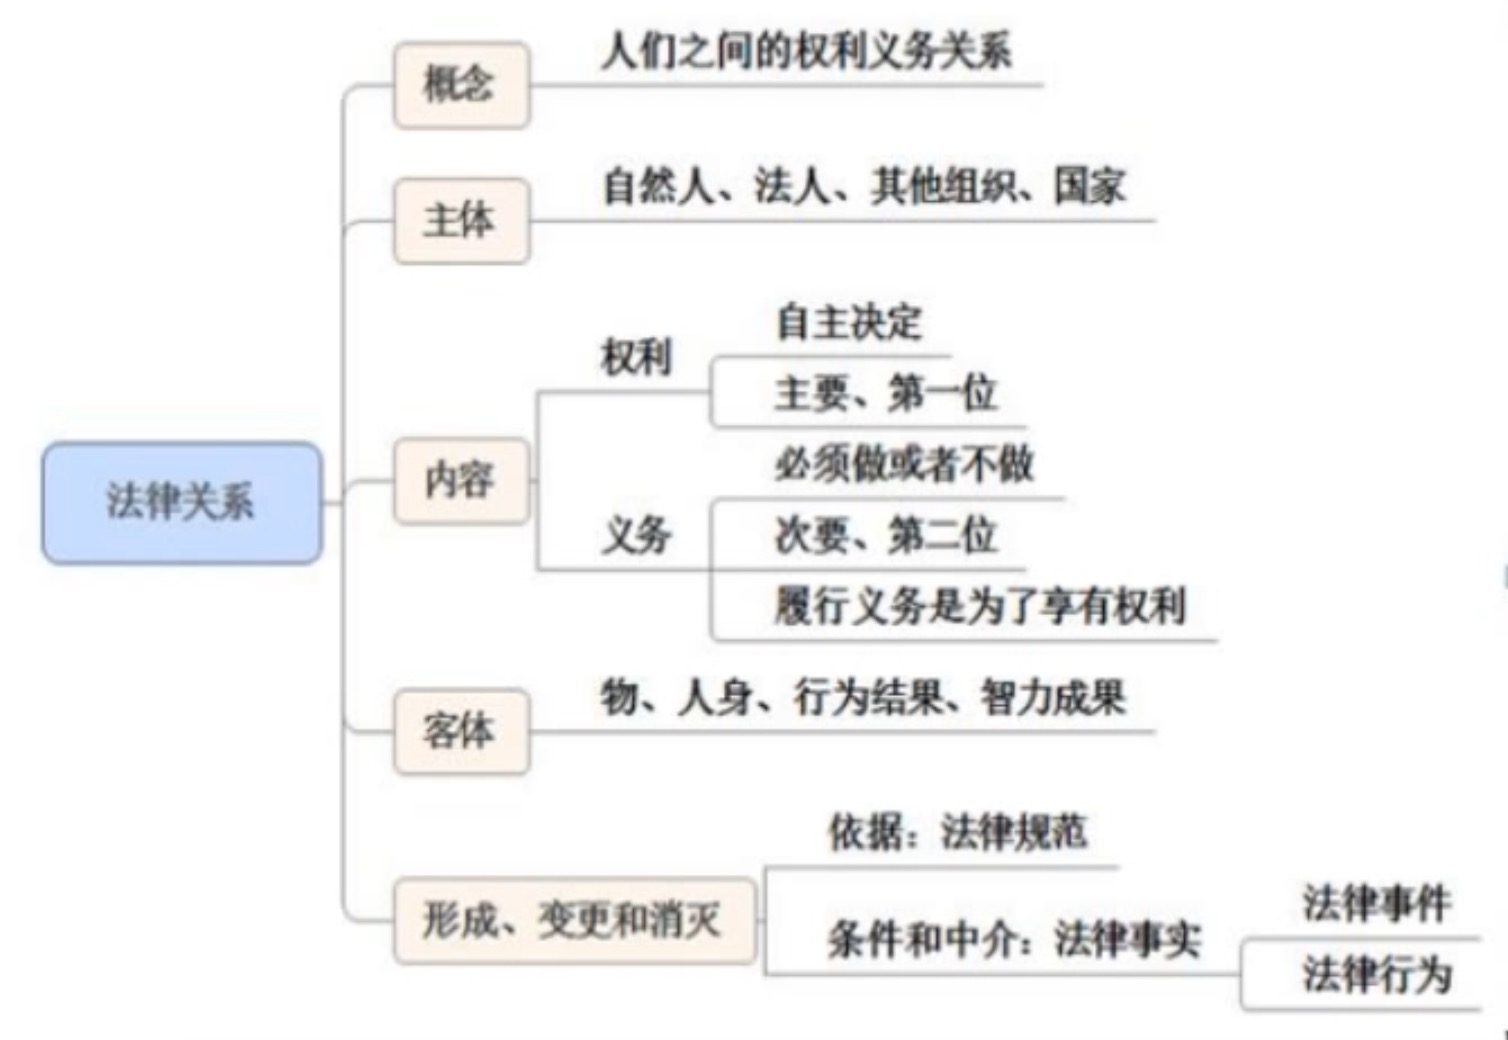 概念
人们之间的权利义务关系
主体
自然人、法人、其他组织、国家
法律关系
内容
权利
自主决定
主要、第一位
义务
必须做或者不做
次要、第二位
履行义务是为了享有权利
客体
物、人身、行为结果、智力成果
形成、变更和消灭
依据：法律规范
条件和中介：法律事实
法律事件
法律行为